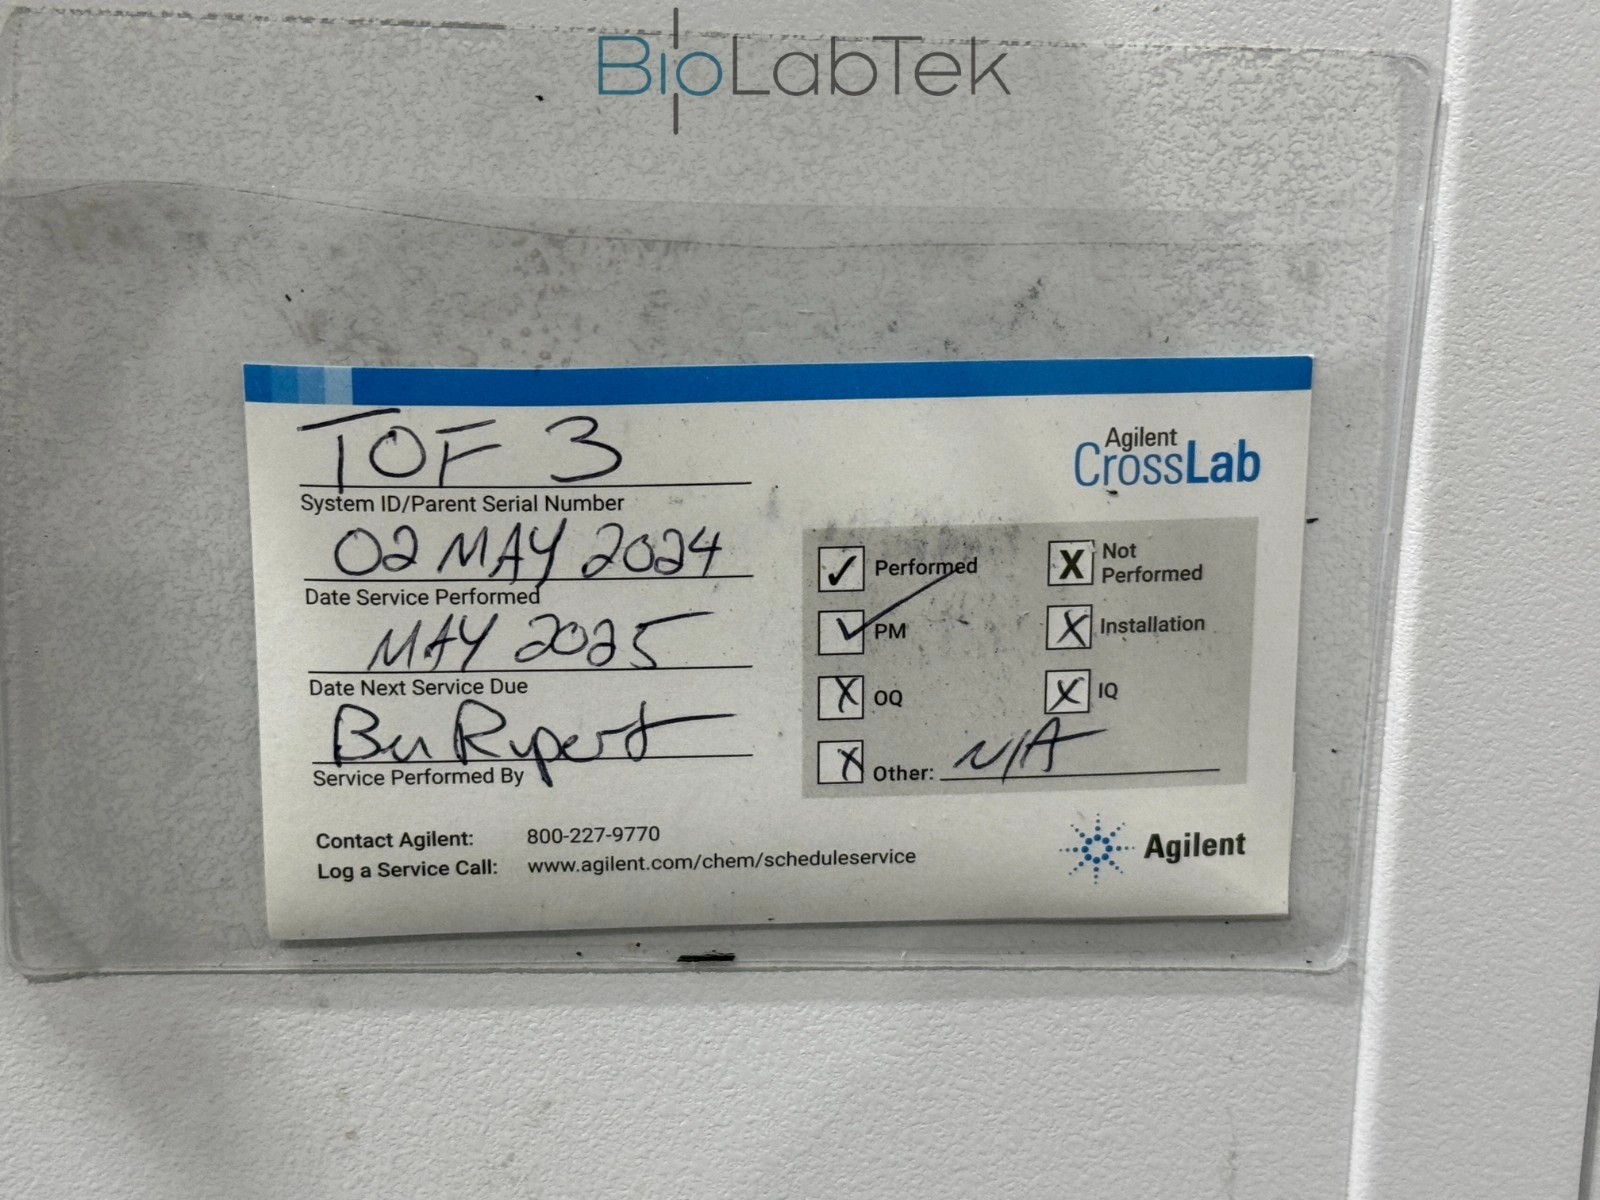 BioLabTek
TOF 3
System ID/Parent Serial Number
02 MAY 2024
Date Service Performed
MAY 2025
Date Next Service Due
Rupert
Service Performed By
Agilent
CrossLab
✓ Performed
X Not Performed
✓ PM
X Installation
X OQ
X IQ
X Other: N/A
Contact Agilent: 800-227-9770
Log a Service Call: www.agilent.com/chem/scheduleservice
Agilent